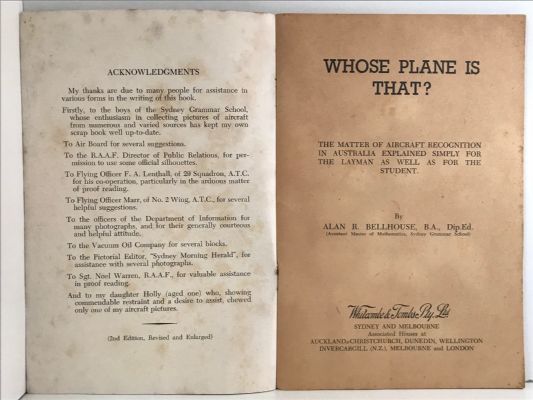 ACKNOWLEDGMENTS
My thanks are due to many people for assistance in
various forms in the writing of this book.
Firstly, to the boys of the Sydney Grammar School,
whose enthusiasm in collecting pictures of aircraft
from numerous and varied sources has kept my own
scrap book well up-to-date.
To Air Board for several suggestions.
To the R.A.A.F. Director of Public Relations, for per-
mission to use some official silhouettes.
To Flying Officer F. A. Lenthall, of 29 Squadron, A.T.C.
for his co-operation, particularly in the arduous matter
of proof reading.
To Flying Officer Marr, of No. 2 Wing, A.T.C., for several
helpful suggestions.
To the officers of the Department of Information for
many photographs, and for their generally courteous
and helpful attitude.
To the Vacuum Oil Company for several blocks.
To the Pictorial Editor, "Sydney Morning Herald", for
assistance with several photographs.
To Sgt. Noel Warren, R.A.A.F., for valuable assistance
in proof reading.
And to my daughter Holly (aged one) who, showing
commendable restraint and a desire to assist, chewed
only one of my aircraft pictures.
(2nd Edition, Revised and Enlarged)
WHOSE PLANE IS
THAT?
THE MATTER OF AIRCRAFT RECOGNITION
IN AUSTRALIA EXPLAINED SIMPLY FOR
THE LAYMAN AS WELL AS FOR THE
STUDENT.
By
ALAN R. BELLHOUSE, B.A., Dip.Ed.
(Assistant Master of Mathematics, Sydney Grammar School)
Whitcombe & Tombs Pty. Ltd
SYDNEY AND MELBOURNE
Associated Houses at
AUCKLAND, CHRISTCHURCH, DUNEDIN, WELLINGTON
INVERCARGILL (N.Z.), MELBOURNE and LONDON